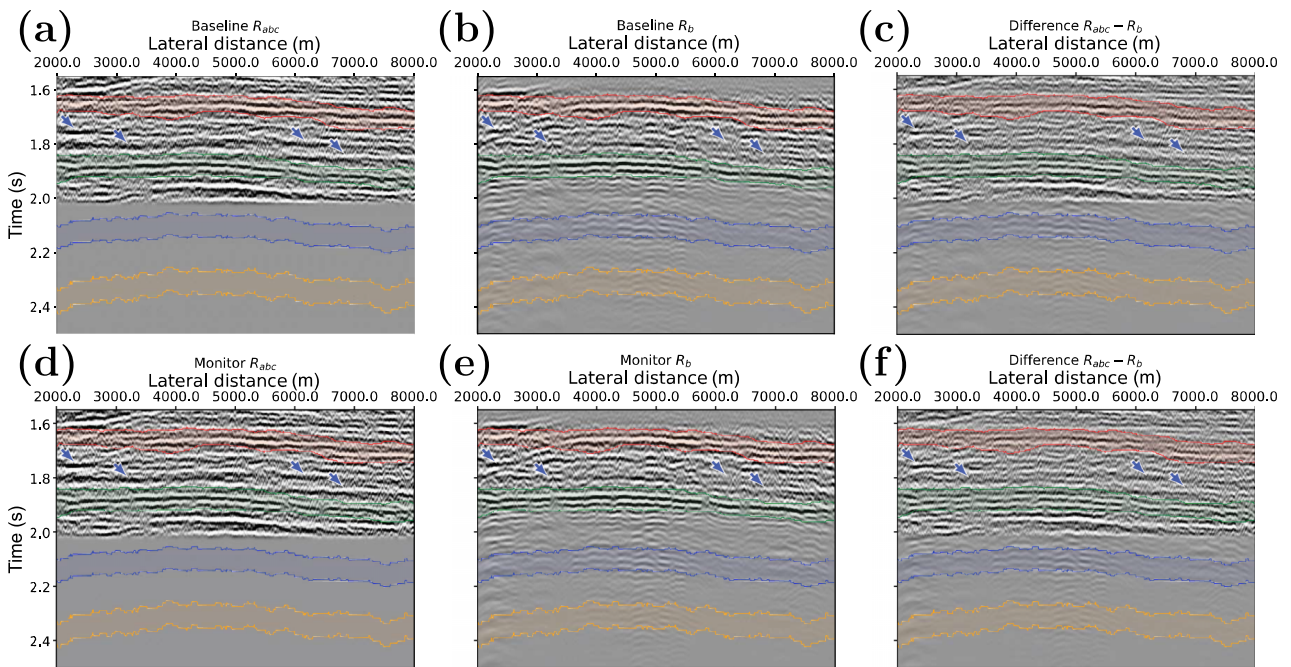 (a) Baseline R_abc (b) Baseline R_b (c) Difference R_abc − R_b
Lateral distance (m) Lateral distance (m) Lateral distance (m)
2000.0 3000.0 4000.0 5000.0 6000.0 7000.0 8000.0 2000.0 3000.0 4000.0 5000.0 6000.0 7000.0 8000.0 2000.0 3000.0 4000.0 5000.0 6000.0 7000.0 8000.0
1.6
1.8
2.0
2.2
2.4
Time (s)
(d) Monitor R_abc (e) Monitor R_b (f) Difference R_abc − R_b
Lateral distance (m) Lateral distance (m) Lateral distance (m)
2000.0 3000.0 4000.0 5000.0 6000.0 7000.0 8000.0 2000.0 3000.0 4000.0 5000.0 6000.0 7000.0 8000.0 2000.0 3000.0 4000.0 5000.0 6000.0 7000.0 8000.0
1.6
1.8
2.0
2.2
2.4
Time (s)